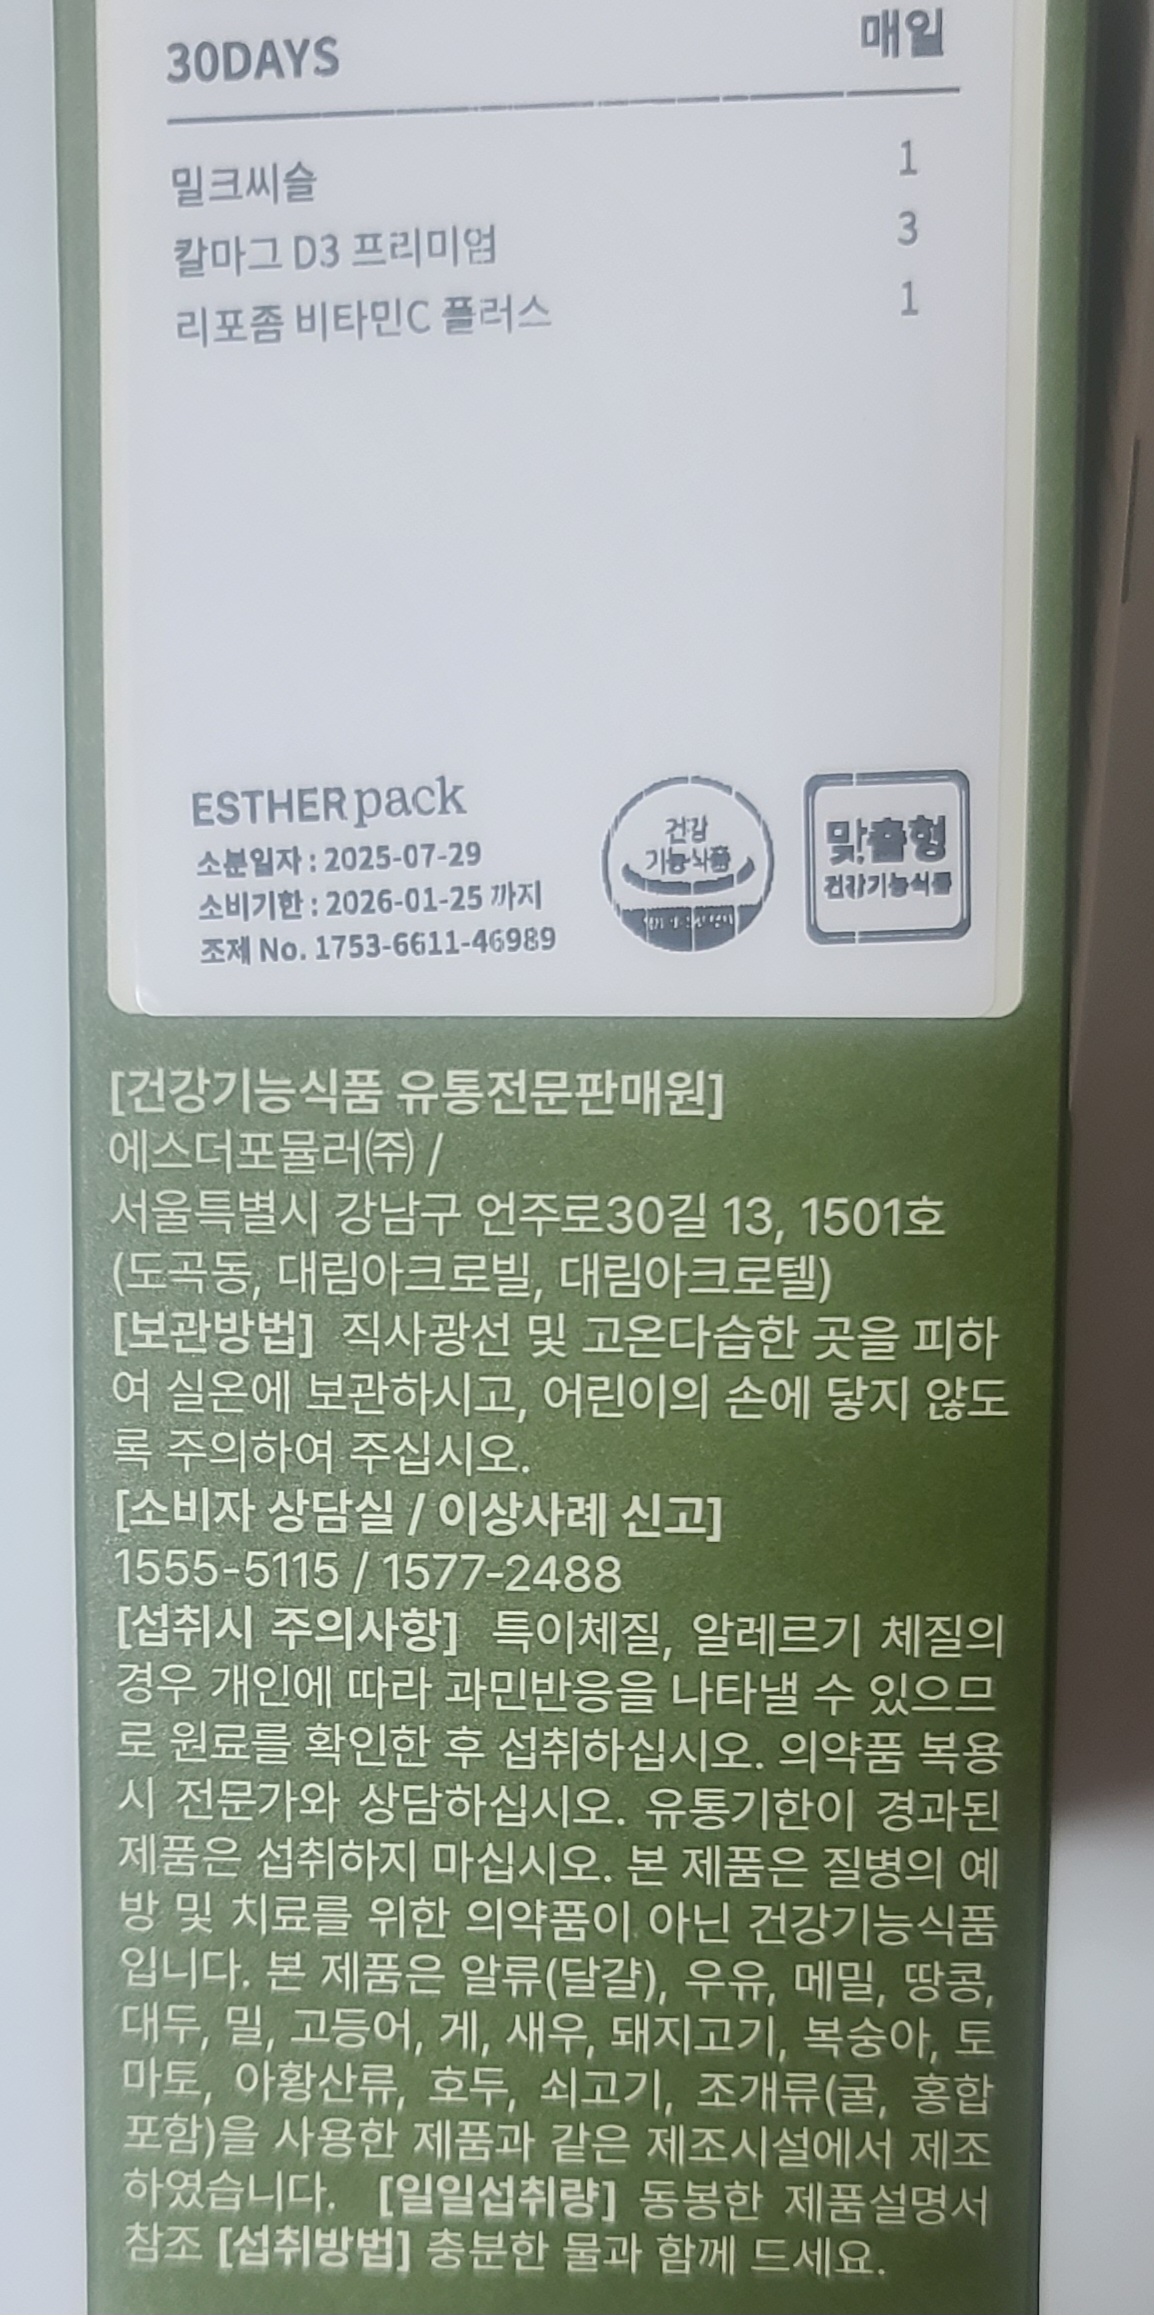 30DAYS 매일
밀크씨슬 1
칼마그 D3 프리미엄 3
리포좀 비타민C 플러스 1
ESTHER pack
소분일자 : 2025-07-29
소비기한 : 2026-01-25 까지
조제 No. 1753-6611-46989
건강
기능식품
맞춤형
건강기능식품
[건강기능식품 유통전문판매원]
에스더포뮬러㈜ /
서울특별시 강남구 언주로30길 13, 1501호
(도곡동, 대림아크로빌, 대림아크로텔)
[보관방법] 직사광선 및 고온다습한 곳을 피하
여 실온에 보관하시고, 어린이의 손에 닿지 않도
록 주의하여 주십시오.
[소비자 상담실 / 이상사례 신고]
1555-5115 / 1577-2488
[섭취시 주의사항] 특이체질, 알레르기 체질의
경우 개인에 따라 과민반응을 나타낼 수 있으므
로 원료를 확인한 후 섭취하십시오. 의약품 복용
시 전문가와 상담하십시오. 유통기한이 경과된
제품은 섭취하지 마십시오. 본 제품은 질병의 예
방 및 치료를 위한 의약품이 아닌 건강기능식품
입니다. 본 제품은 알류(달걀), 우유, 메밀, 땅콩,
대두, 밀, 고등어, 게, 새우, 돼지고기, 복숭아, 토
마토, 아황산류, 호두, 쇠고기, 조개류(굴, 홍합
포함)을 사용한 제품과 같은 제조시설에서 제조
하였습니다. [일일섭취량] 동봉한 제품설명서
참조 [섭취방법] 충분한 물과 함께 드세요.